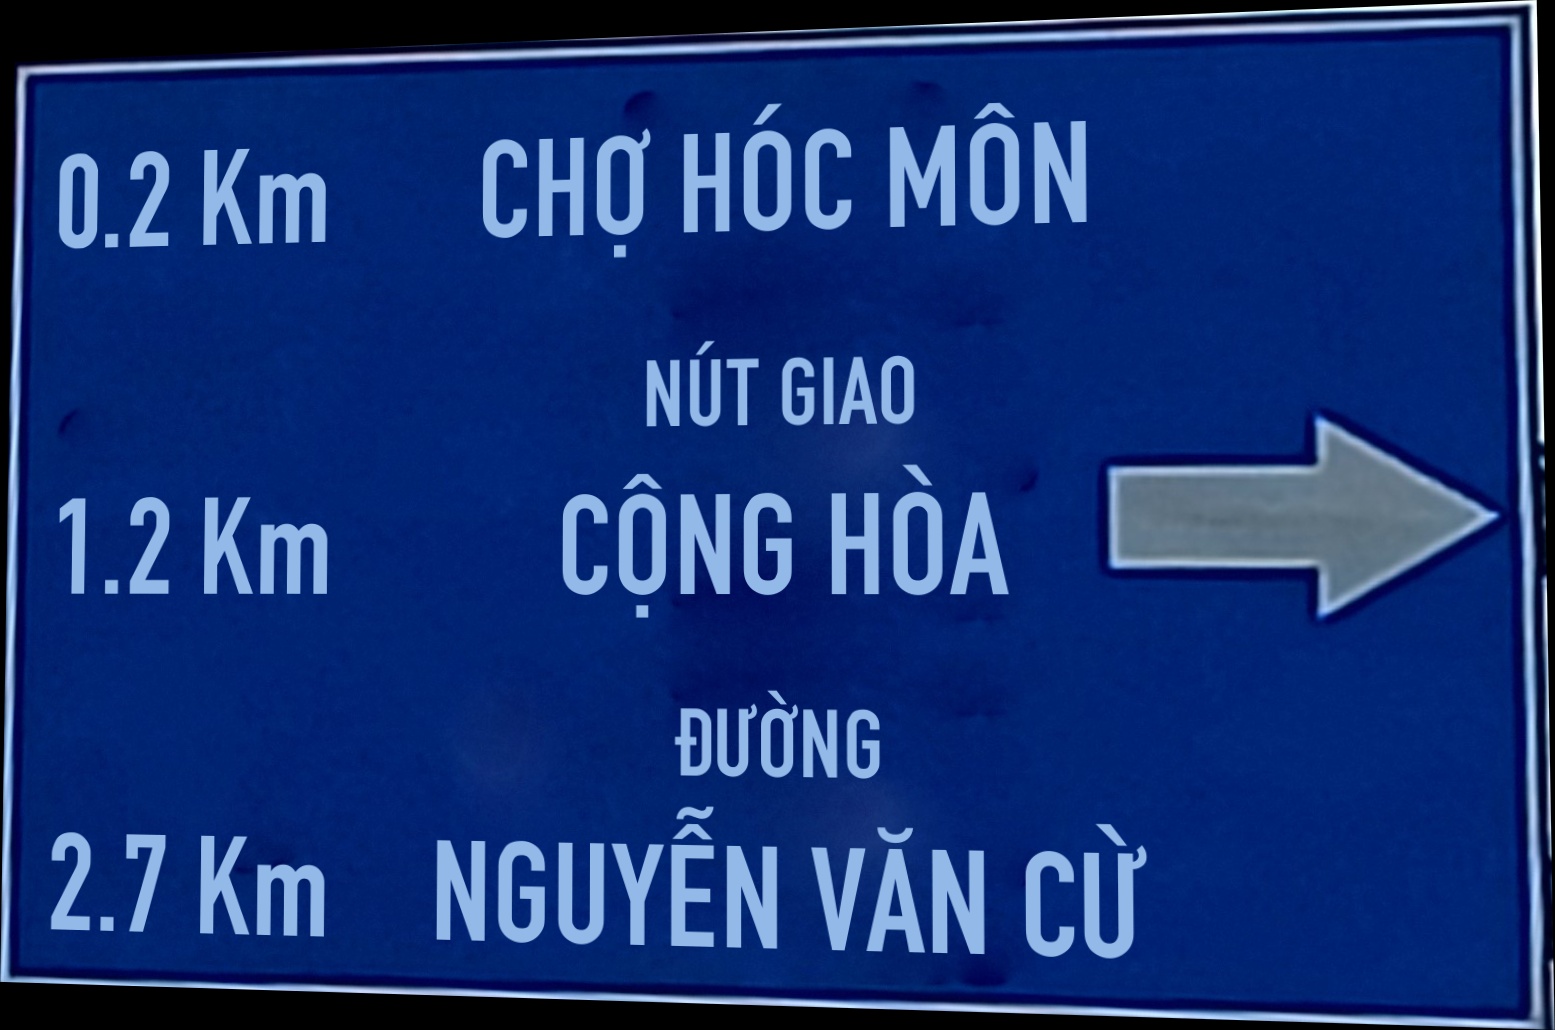 0.2 Km CHỢ HÓC MÔN
NÚT GIAO
1.2 Km CỘNG HÒA
ĐƯỜNG
2.7 Km NGUYỄN VĂN CỪ